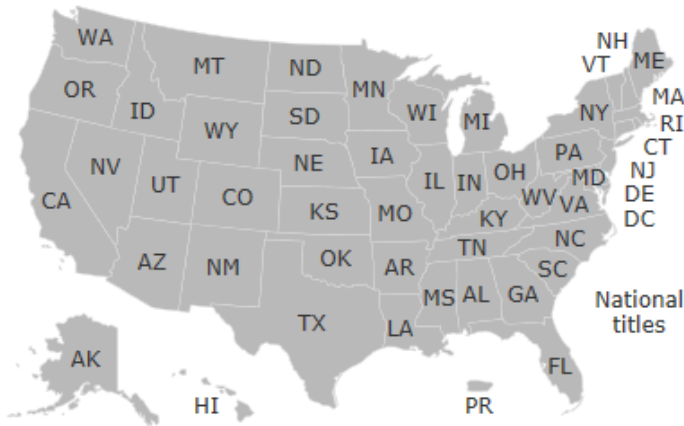 WA
MT
ND
MN
NH
VT
ME
OR
ID
WY
SD
WI
MI
NY
MA
RI
CT
NV
UT
CO
NE
IA
IL
IN
OH
PA
NJ
MD
DE
DC
CA
KS
MO
KY
WV
VA
AZ
NM
OK
AR
TN
NC
SC
TX
LA
MS
AL
GA
National
titles
FL
AK
HI
PR